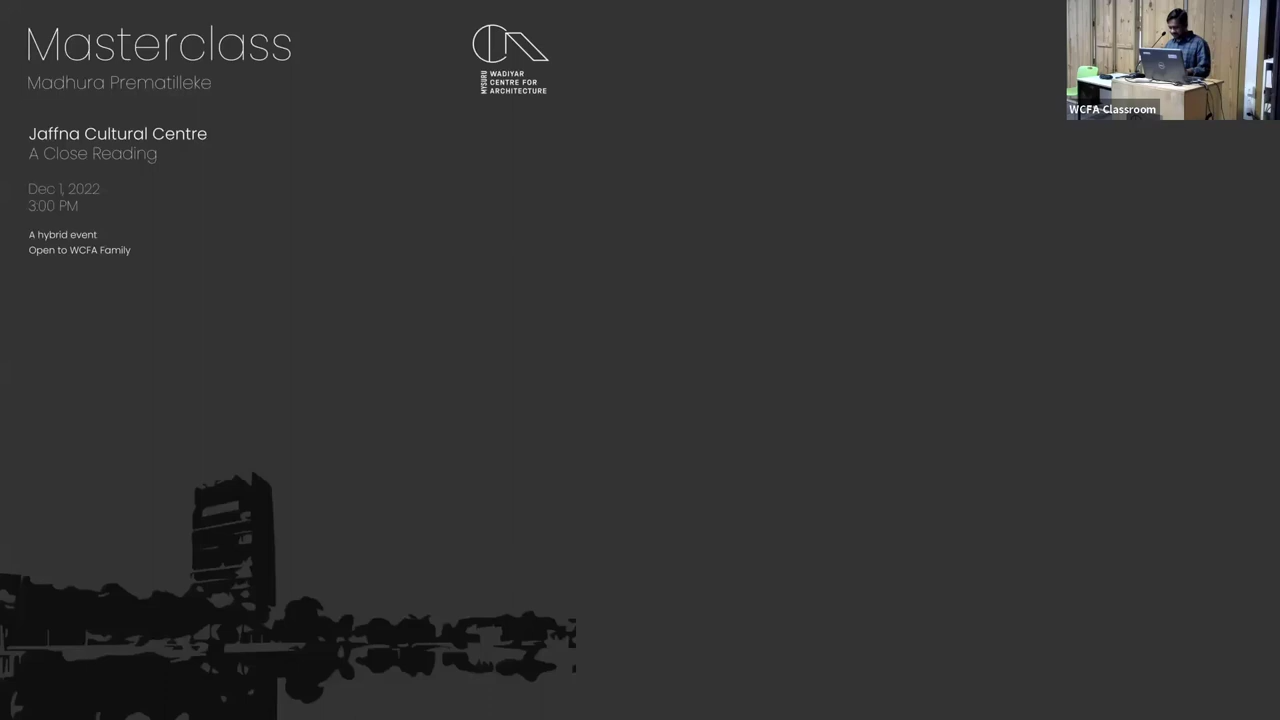 Masterclass
Madhura Prematilleke
MYSURU
WADIYAR
CENTRE FOR
ARCHITECTURE
Jaffna Cultural Centre
A Close Reading
Dec 1, 2022
3:00 PM
A hybrid event
Open to WCFA Family
WCFA Classroom